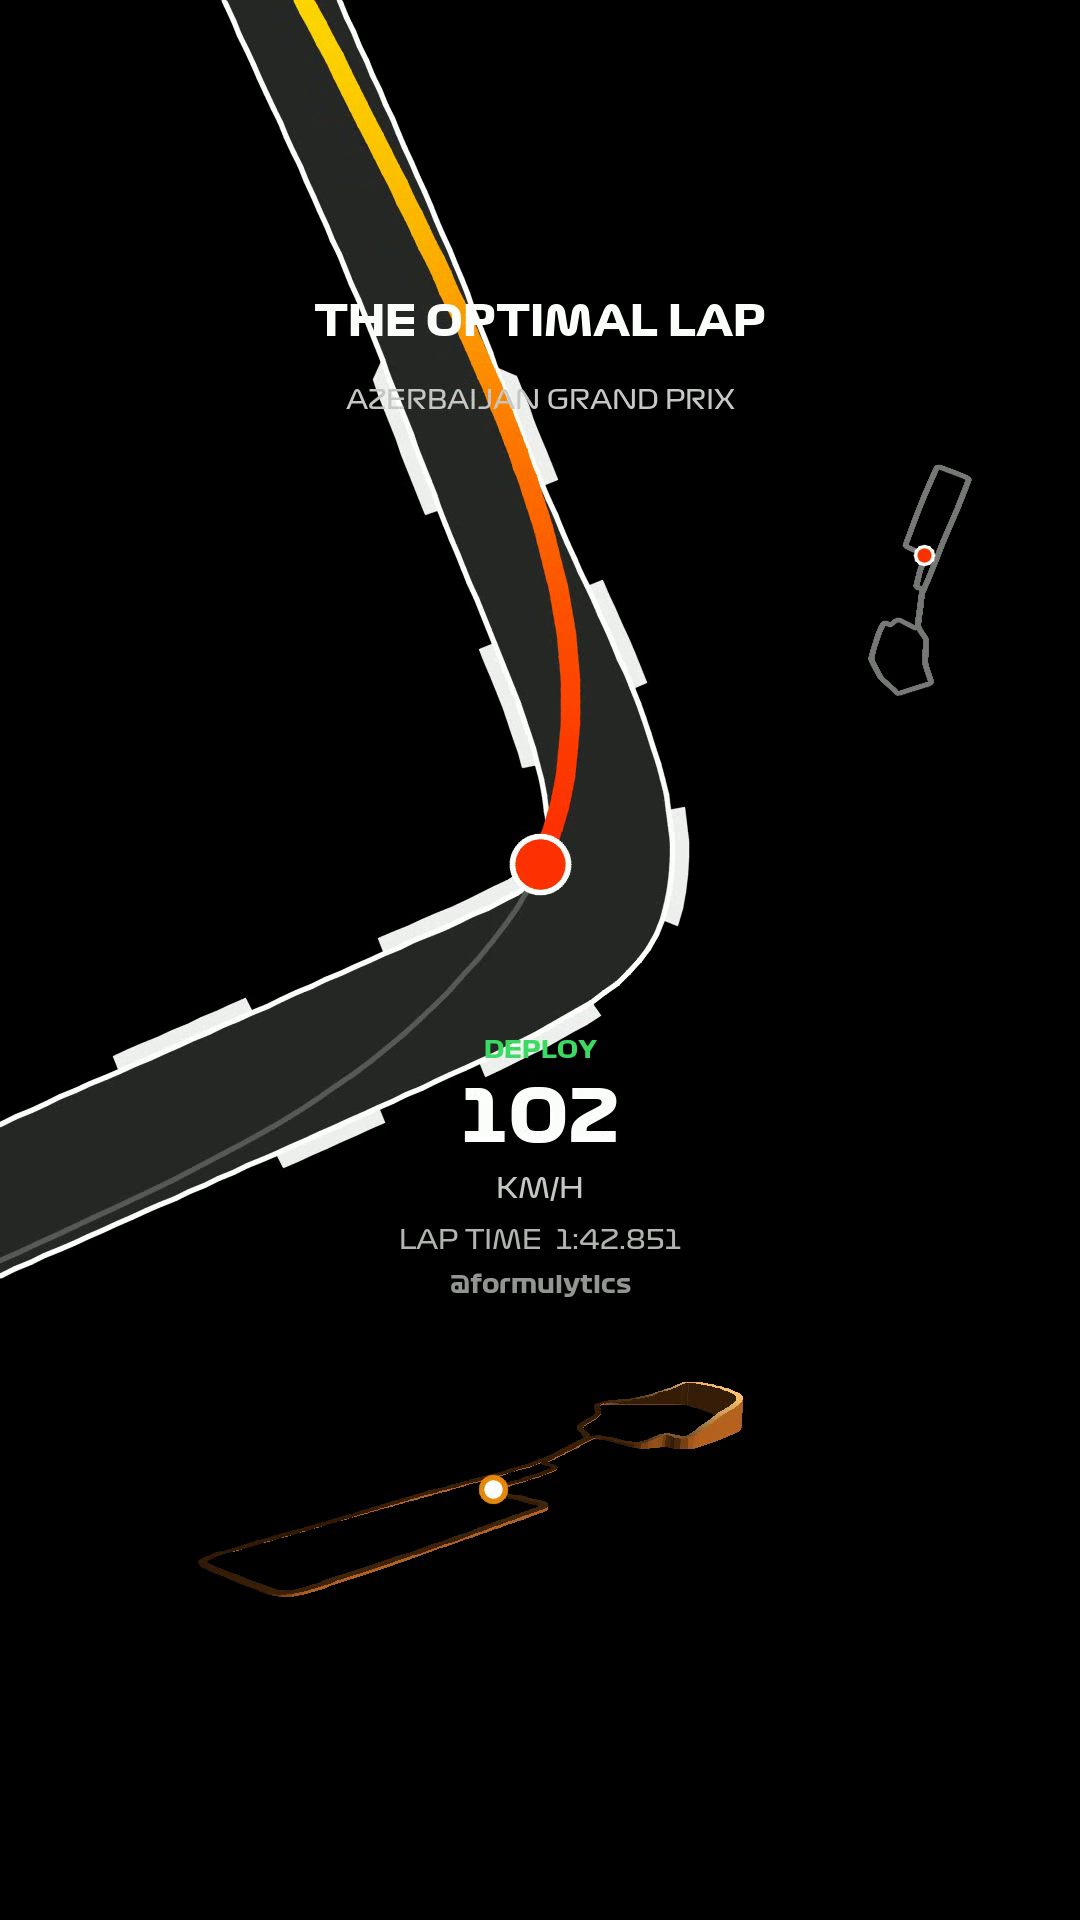 THE OPTIMAL LAP
AZERBAIJAN GRAND PRIX
DEPLOY
102
KM/H
LAP TIME 1:42.851
@formulytics